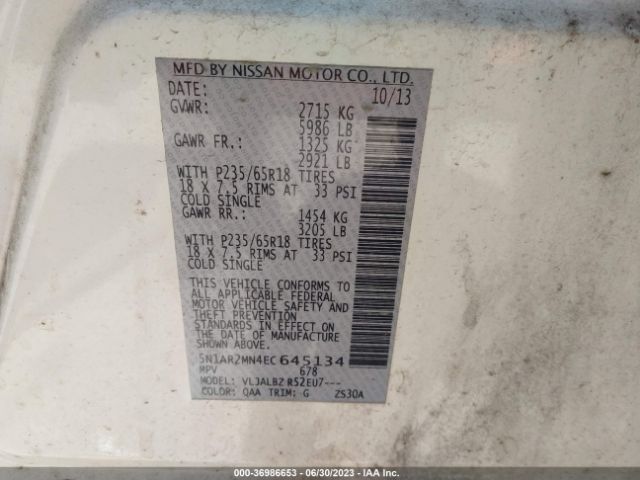 MFD BY NISSAN MOTOR CO., LTD.
DATE: 10/13
GVWR: 2715 KG
5986 LB
GAWR FR.: 1325 KG
2921 LB
WITH P235/65R18 TIRES
18 X 7.5 RIMS AT 33 PSI
COLD SINGLE
GAWR RR.: 1454 KG
3205 LB
WITH P235/65R18 TIRES
18 X 7.5 RIMS AT 33 PSI
COLD SINGLE
THIS VEHICLE CONFORMS TO
ALL APPLICABLE FEDERAL
MOTOR VEHICLE SAFETY AND
THEFT PREVENTION
STANDARDS IN EFFECT ON
THE DATE OF MANUFACTURE
SHOWN ABOVE.
5N1AR2MN4EC645134
MPV 678
MODEL: VLJALBZ R52EU7---
COLOR: QAA TRIM: G ZS30A
000-36986653 / 06/30/2023 - IAA Inc.